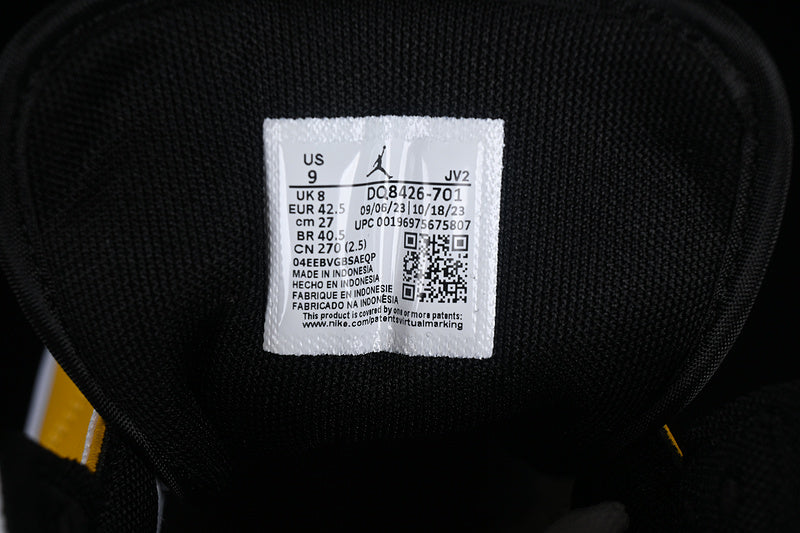 US
9
JV2
UK 8
DQ8426-701
EUR 42.5
09/06/23 | 10/18/23
cm 27
UPC 00196975675807
BR 40.5
CN 270 (2.5)
04EEBVGBSAEQP
MADE IN INDONESIA
HECHO EN INDONESIA
FABRIQUE EN INDONESIE
FABRICADO NA INDONÉSIA
This product is covered by one or more patents:
www.nike.com/patentsvirtualmarking